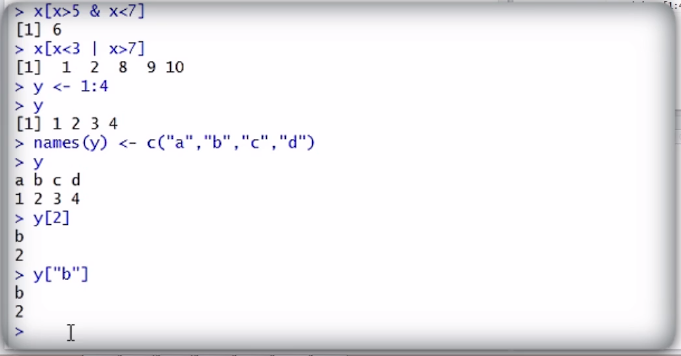 > x[x>5 & x<7]
[1] 6
> x[x<3 | x>7]
[1]  1  2  8  9 10
> y <- 1:4
> y
[1] 1 2 3 4
> names(y) <- c("a","b","c","d")
> y
a b c d
1 2 3 4
> y[2]
b
2
> y["b"]
b
2
>